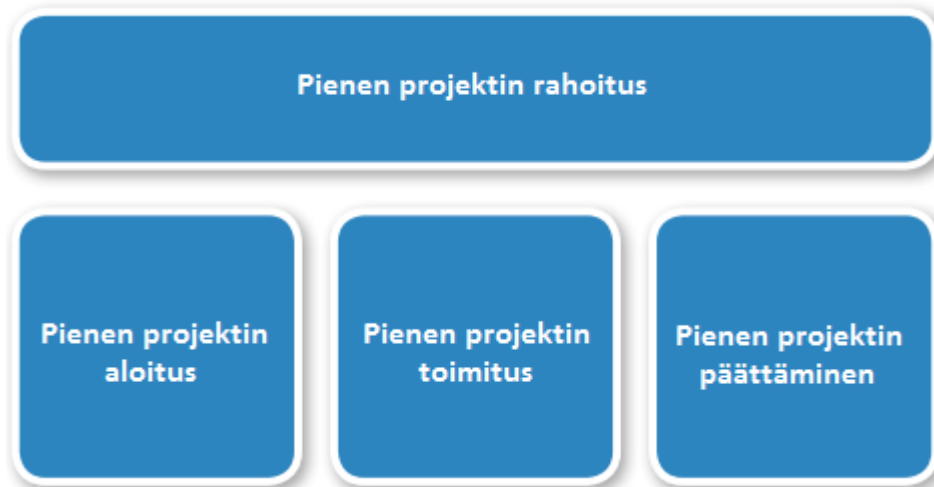 Pienen projektin rahoitus
Pienen projektin
aloitus
Pienen projektin
toimitus
Pienen projektin
päättäminen